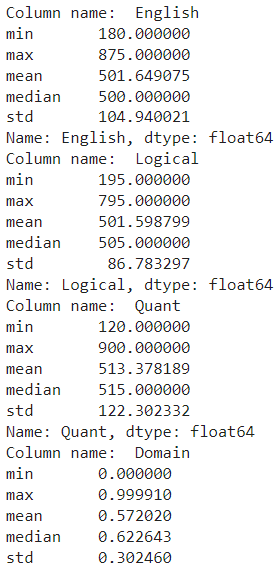 Column name:  English
min       180.000000
max       875.000000
mean      501.649075
median    500.000000
std       104.940021
Name: English, dtype: float64
Column name:  Logical
min       195.000000
max       795.000000
mean      501.598799
median    505.000000
std        86.783297
Name: Logical, dtype: float64
Column name:  Quant
min       120.000000
max       900.000000
mean      513.378189
median    515.000000
std       122.302332
Name: Quant, dtype: float64
Column name:  Domain
min       0.000000
max       0.999910
mean      0.572020
median    0.622643
std       0.302460